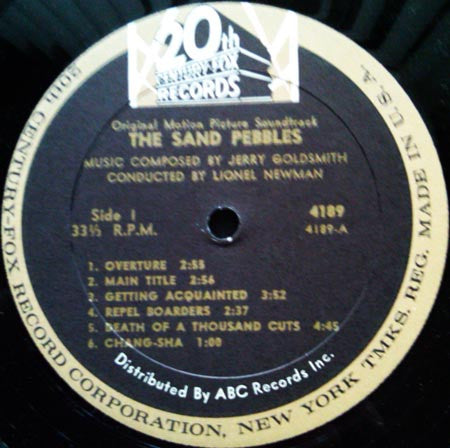 20th
CENTURY FOX
RECORDS
Original Motion Picture Soundtrack
THE SAND PEBBLES
MUSIC COMPOSED BY JERRY GOLDSMITH
CONDUCTED BY LIONEL NEWMAN
Side 1
33⅓ R.P.M.
4189
4189-A
1. OVERTURE 2:55
2. MAIN TITLE 2:56
3. GETTING ACQUAINTED 3:52
4. REPEL BOARDERS 2:37
5. DEATH OF A THOUSAND CUTS 4:45
6. CHANG-SHA 1:00
Distributed By ABC Records Inc.
20th CENTURY-FOX RECORD CORPORATION, NEW YORK TMKS. REG. MADE IN U.S.A.